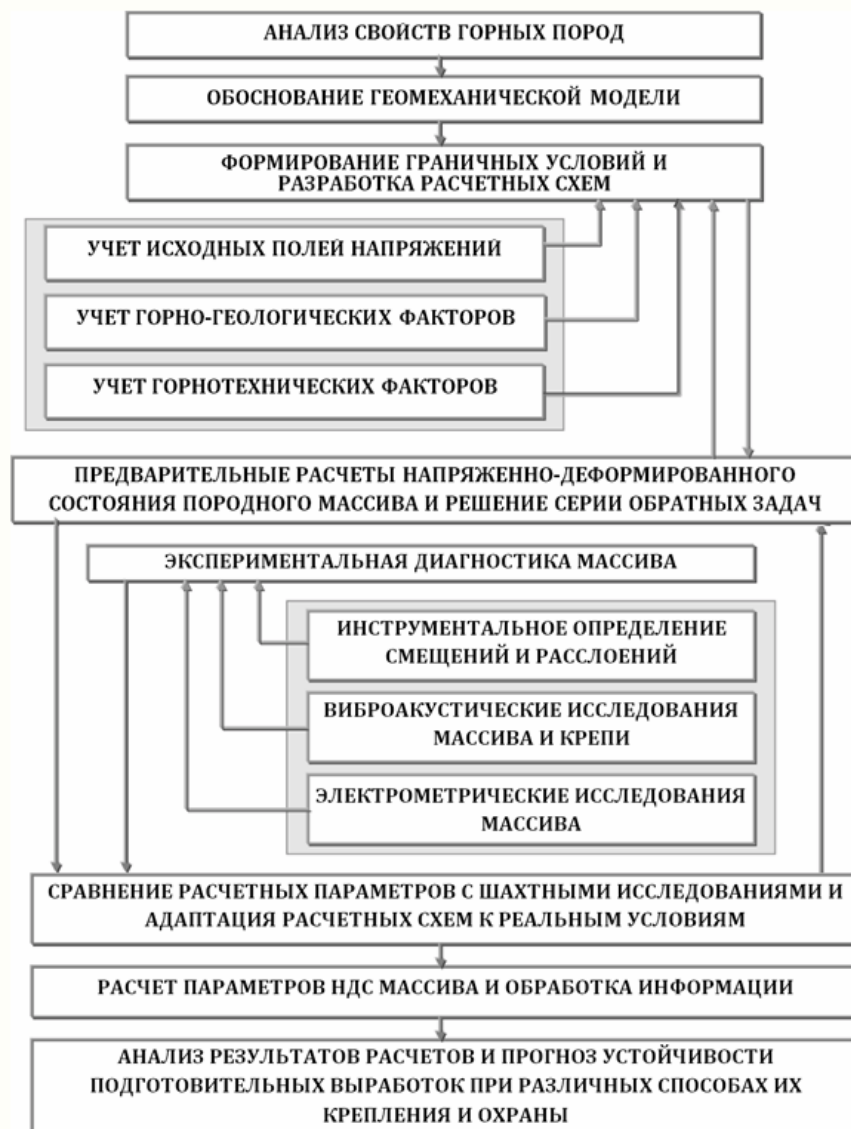 АНАЛИЗ СВОЙСТВ ГОРНЫХ ПОРОД
ОБОСНОВАНИЕ ГЕОМЕХАНИЧЕСКОЙ МОДЕЛИ
ФОРМИРОВАНИЕ ГРАНИЧНЫХ УСЛОВИЙ И
РАЗРАБОТКА РАСЧЕТНЫХ СХЕМ
УЧЕТ ИСХОДНЫХ ПОЛЕЙ НАПРЯЖЕНИЙ
УЧЕТ ГОРНО-ГЕОЛОГИЧЕСКИХ ФАКТОРОВ
УЧЕТ ГОРНОТЕХНИЧЕСКИХ ФАКТОРОВ
ПРЕДВАРИТЕЛЬНЫЕ РАСЧЕТЫ НАПРЯЖЕННО-ДЕФОРМИРОВАННОГО
СОСТОЯНИЯ ПОРОДНОГО МАССИВА И РЕШЕНИЕ СЕРИИ ОБРАТНЫХ ЗАДАЧ
ЭКСПЕРИМЕНТАЛЬНАЯ ДИАГНОСТИКА МАССИВА
ИНСТРУМЕНТАЛЬНОЕ ОПРЕДЕЛЕНИЕ
СМЕЩЕНИЙ И РАССЛОЕНИЙ
ВИБРОАКУСТИЧЕСКИЕ ИССЛЕДОВАНИЯ
МАССИВА И КРЕПИ
ЭЛЕКТРОМЕТРИЧЕСКИЕ ИССЛЕДОВАНИЯ
МАССИВА
СРАВНЕНИЕ РАСЧЕТНЫХ ПАРАМЕТРОВ С ШАХТНЫМИ ИССЛЕДОВАНИЯМИ И
АДАПТАЦИЯ РАСЧЕТНЫХ СХЕМ К РЕАЛЬНЫМ УСЛОВИЯМ
РАСЧЕТ ПАРАМЕТРОВ НДС МАССИВА И ОБРАБОТКА ИНФОРМАЦИИ
АНАЛИЗ РЕЗУЛЬТАТОВ РАСЧЕТОВ И ПРОГНОЗ УСТОЙЧИВОСТИ
ПОДГОТОВИТЕЛЬНЫХ ВЫРАБОТОК ПРИ РАЗЛИЧНЫХ СПОСОБАХ ИХ
КРЕПЛЕНИЯ И ОХРАНЫ